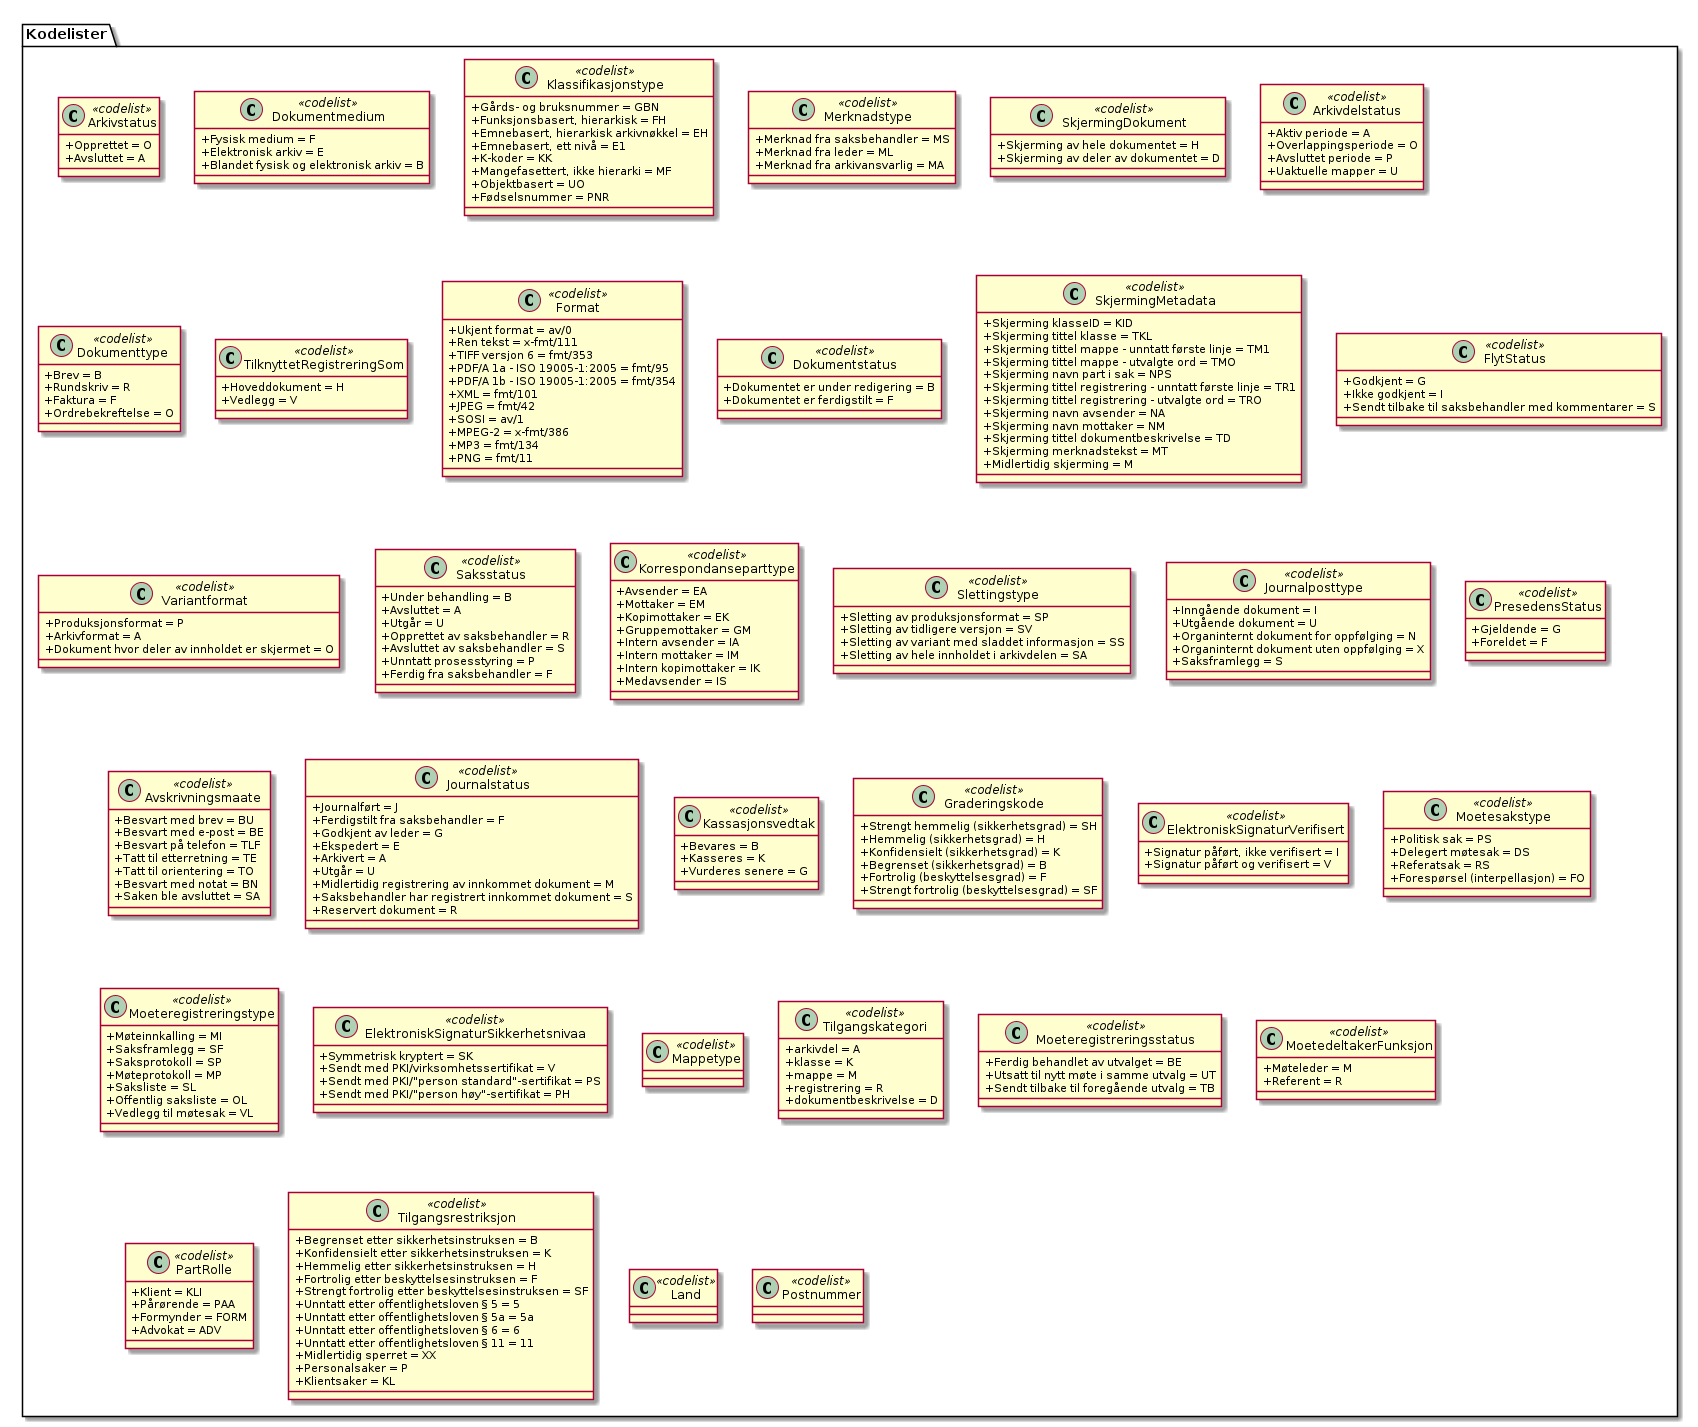 Kodelister
«codelist»
Arkivstatus
+Opprettet = O
+Avsluttet = A
«codelist»
Dokumentmedium
+Fysisk medium = F
+Elektronisk arkiv = E
+Blandet fysisk og elektronisk arkiv = B
«codelist»
Klassifikasjonstype
+Gårds- og bruksnummer = GBN
+Funksjonsbasert, hierarkisk = FH
+Emnebasert, hierarkisk arkivnøkkel = EH
+Emnebasert, ett nivå = E1
+K-koder = KK
+Mangefasettert, ikke hierarki = MF
+Objektbasert = UO
+Fødselsnummer = PNR
«codelist»
Merknadstype
+Merknad fra saksbehandler = MS
+Merknad fra leder = ML
+Merknad fra arkivansvarlig = MA
«codelist»
SkjermingDokument
+Skjerming av hele dokumentet = H
+Skjerming av deler av dokumentet = D
«codelist»
Arkivdelstatus
+Aktiv periode = A
+Overlappingsperiode = O
+Avsluttet periode = P
+Uaktuelle mapper = U
«codelist»
Dokumenttype
+Brev = B
+Rundskriv = R
+Faktura = F
+Ordrebekreftelse = O
«codelist»
TilknyttetRegistreringSom
+Hoveddokument = H
+Vedlegg = V
«codelist»
Format
+Ukjent format = av/0
+Ren tekst = x-fmt/111
+TIFF versjon 6 = fmt/353
+PDF/A 1a - ISO 19005-1:2005 = fmt/95
+PDF/A 1b - ISO 19005-1:2005 = fmt/354
+XML = fmt/101
+JPEG = fmt/42
+SOSI = av/1
+MPEG-2 = x-fmt/386
+MP3 = fmt/134
+PNG = fmt/11
«codelist»
Dokumentstatus
+Dokumentet er under redigering = B
+Dokumentet er ferdigstilt = F
«codelist»
SkjermingMetadata
+Skjerming klasseID = KID
+Skjerming tittel klasse = TKL
+Skjerming tittel mappe - unntatt første linje = TM1
+Skjerming tittel mappe - utvalgte ord = TMO
+Skjerming navn part i sak = NPS
+Skjerming tittel registrering - unntatt første linje = TR1
+Skjerming tittel registrering - utvalgte ord = TRO
+Skjerming navn avsender = NA
+Skjerming navn mottaker = NM
+Skjerming tittel dokumentbeskrivelse = TD
+Skjerming merknadstekst = MT
+Midlertidig skjerming = M
«codelist»
FlytStatus
+Godkjent = G
+Ikke godkjent = I
+Sendt tilbake til saksbehandler med kommentarer = S
«codelist»
Variantformat
+Produksjonsformat = P
+Arkivformat = A
+Dokument hvor deler av innholdet er skjermet = O
«codelist»
Saksstatus
+Under behandling = B
+Avsluttet = A
+Utgår = U
+Opprettet av saksbehandler = R
+Avsluttet av saksbehandler = S
+Unntatt prosesstyring = P
+Ferdig fra saksbehandler = F
«codelist»
Korrespondanseparttype
+Avsender = EA
+Mottaker = EM
+Kopimottaker = EK
+Gruppemottaker = GM
+Intern avsender = IA
+Intern mottaker = IM
+Intern kopimottaker = IK
+Medavsender = IS
«codelist»
Slettingstype
+Sletting av produksjonsformat = SP
+Sletting av tidligere versjon = SV
+Sletting av variant med sladdet informasjon = SS
+Sletting av hele innholdet i arkivdelen = SA
«codelist»
Journalposttype
+Inngående dokument = I
+Utgående dokument = U
+Organinternt dokument for oppfølging = N
+Organinternt dokument uten oppfølging = X
+Saksframlegg = S
«codelist»
PresedensStatus
+Gjeldende = G
+Foreldet = F
«codelist»
Avskrivningsmaate
+Besvart med brev = BU
+Besvart med e-post = BE
+Besvart på telefon = TLF
+Tatt til etterretning = TE
+Tatt til orientering = TO
+Besvart med notat = BN
+Saken ble avsluttet = SA
«codelist»
Journalstatus
+Journalført = J
+Ferdigstilt fra saksbehandler = F
+Godkjent av leder = G
+Ekspedert = E
+Arkivert = A
+Utgår = U
+Midlertidig registrering av innkommet dokument = M
+Saksbehandler har registrert innkommet dokument = S
+Reservert dokument = R
«codelist»
Kassasjonsvedtak
+Bevares = B
+Kasseres = K
+Vurderes senere = G
«codelist»
Graderingskode
+Strengt hemmelig (sikkerhetsgrad) = SH
+Hemmelig (sikkerhetsgrad) = H
+Konfidensielt (sikkerhetsgrad) = K
+Begrenset (sikkerhetsgrad) = B
+Fortrolig (beskyttelsesgrad) = F
+Strengt fortrolig (beskyttelsesgrad) = SF
«codelist»
ElektroniskSignaturVerifisert
+Signatur påført, ikke verifisert = I
+Signatur påført og verifisert = V
«codelist»
Moetesakstype
+Politisk sak = PS
+Delegert møtesak = DS
+Referatsak = RS
+Forespørsel (interpellasjon) = FO
«codelist»
Moeteregistreringstype
+Møteinnkalling = MI
+Saksframlegg = SF
+Saksprotokoll = SP
+Møteprotokoll = MP
+Saksliste = SL
+Offentlig saksliste = OL
+Vedlegg til møtesak = VL
«codelist»
ElektroniskSignaturSikkerhetsnivaa
+Symmetrisk kryptert = SK
+Sendt med PKI/virksomhetssertifikat = V
+Sendt med PKI/"person standard"-sertifikat = PS
+Sendt med PKI/"person høy"-sertifikat = PH
«codelist»
Mappetype
«codelist»
Tilgangskategori
+arkivdel = A
+klasse = K
+mappe = M
+registrering = R
+dokumentbeskrivelse = D
«codelist»
Moeteregistreringsstatus
+Ferdig behandlet av utvalget = BE
+Utsatt til nytt møte i samme utvalg = UT
+Sendt tilbake til foregående utvalg = TB
«codelist»
MoetedeltakerFunksjon
+Møteleder = M
+Referent = R
«codelist»
PartRolle
+Klient = KLI
+Pårørende = PAA
+Formynder = FORM
+Advokat = ADV
«codelist»
Tilgangsrestriksjon
+Begrenset etter sikkerhetsinstruksen = B
+Konfidensielt etter sikkerhetsinstruksen = K
+Hemmelig etter sikkerhetsinstruksen = H
+Fortrolig etter beskyttelsesinstruksen = F
+Strengt fortrolig etter beskyttelsesinstruksen = SF
+Unntatt etter offentlighetsloven § 5 = 5
+Unntatt etter offentlighetsloven § 5a = 5a
+Unntatt etter offentlighetsloven § 6 = 6
+Unntatt etter offentlighetsloven § 11 = 11
+Midlertidig sperret = XX
+Personalsaker = P
+Klientsaker = KL
«codelist»
Land
«codelist»
Postnummer